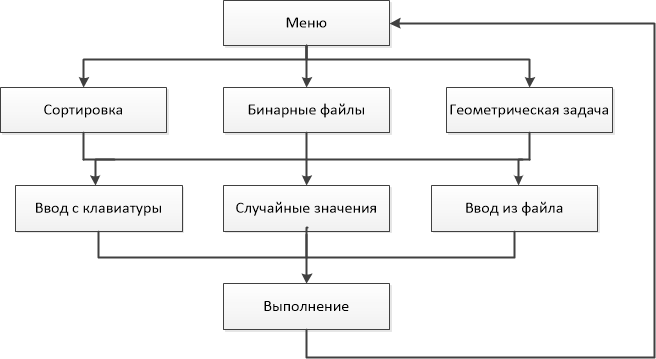 Меню
Сортировка
Бинарные файлы
Геометрическая задача
Ввод с клавиатуры
Случайные значения
Ввод из файла
Выполнение